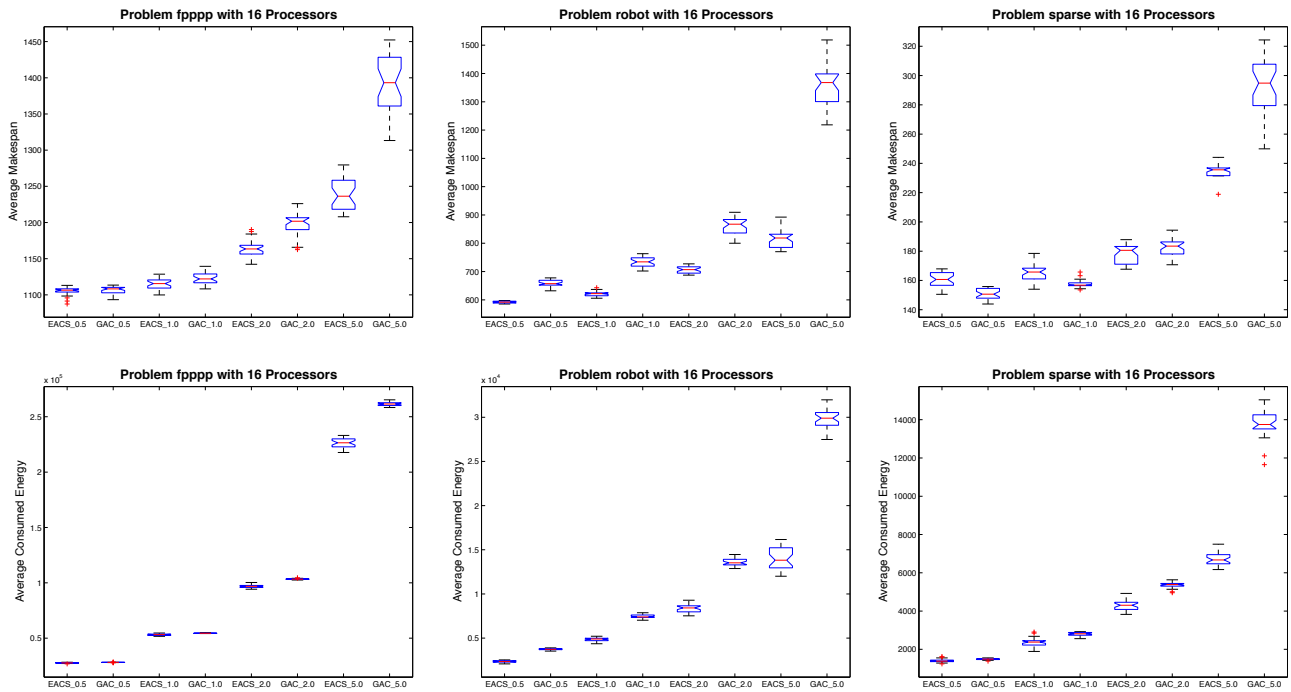 Problem fpppp with 16 Processors
Average Makespan
1450
1400
1350
1300
1250
1200
1150
1100
EACS_0.5 GAC_0.5 EACS_1.0 GAC_1.0 EACS_2.0 GAC_2.0 EACS_5.0 GAC_5.0
Problem robot with 16 Processors
Average Makespan
1500
1400
1300
1200
1100
1000
900
800
700
600
EACS_0.5 GAC_0.5 EACS_1.0 GAC_1.0 EACS_2.0 GAC_2.0 EACS_5.0 GAC_5.0
Problem sparse with 16 Processors
Average Makespan
320
300
280
260
240
220
200
180
160
140
EACS_0.5 GAC_0.5 EACS_1.0 GAC_1.0 EACS_2.0 GAC_2.0 EACS_5.0 GAC_5.0
Problem fpppp with 16 Processors
x 10⁵
Average Consumed Energy
2.5
2
1.5
1
0.5
EACS_0.5 GAC_0.5 EACS_1.0 GAC_1.0 EACS_2.0 GAC_2.0 EACS_5.0 GAC_5.0
Problem robot with 16 Processors
x 10⁴
Average Consumed Energy
3
2.5
2
1.5
1
0.5
EACS_0.5 GAC_0.5 EACS_1.0 GAC_1.0 EACS_2.0 GAC_2.0 EACS_5.0 GAC_5.0
Problem sparse with 16 Processors
Average Consumed Energy
14000
12000
10000
8000
6000
4000
2000
EACS_0.5 GAC_0.5 EACS_1.0 GAC_1.0 EACS_2.0 GAC_2.0 EACS_5.0 GAC_5.0